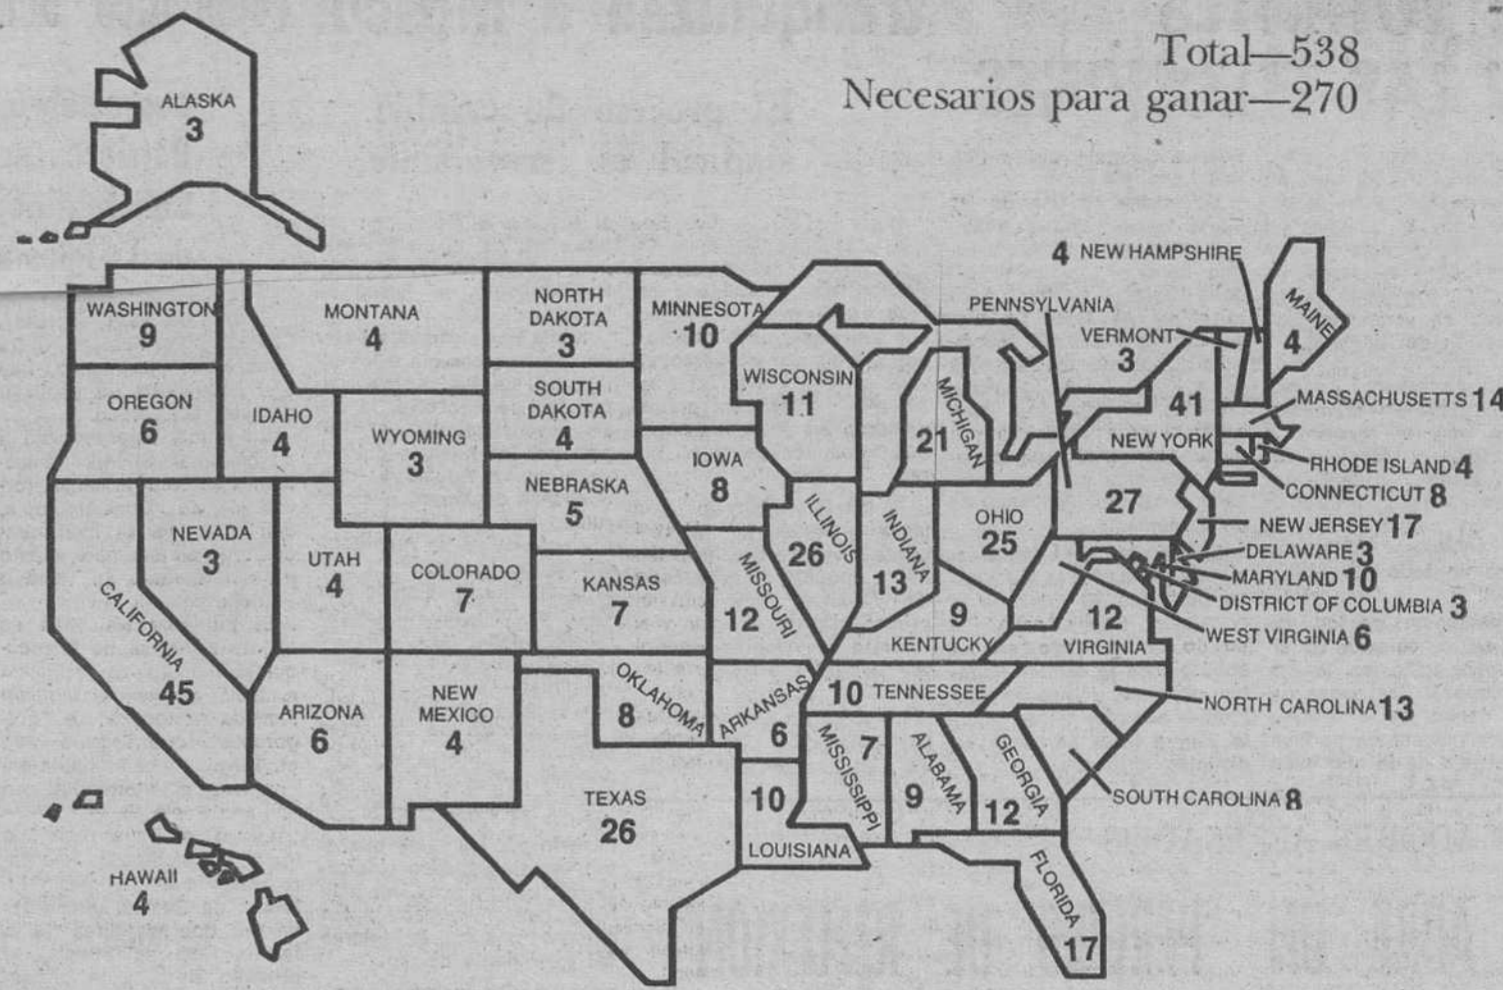 Total—538
Necesarios para ganar—270
ALASKA
3
WASHINGTON
9
OREGON
6
CALIFORNIA
45
NEVADA
3
IDAHO
4
MONTANA
4
WYOMING
3
UTAH
4
ARIZONA
6
COLORADO
7
NEW
MEXICO
4
NORTH
DAKOTA
3
SOUTH
DAKOTA
4
NEBRASKA
5
KANSAS
7
OKLAHOMA
8
TEXAS
26
MINNESOTA
10
IOWA
8
MISSOURI
12
ARKANSAS
6
10
LOUISIANA
WISCONSIN
11
ILLINOIS
26
MICHIGAN
21
INDIANA
13
OHIO
25
9
KENTUCKY
10 TENNESSEE
7
MISSISSIPPI
ALABAMA
9
GEORGIA
12
FLORIDA
17
SOUTH CAROLINA 8
NORTH CAROLINA 13
12
VIRGINIA
WEST VIRGINIA 6
DISTRICT OF COLUMBIA 3
MARYLAND 10
DELAWARE 3
NEW JERSEY 17
CONNECTICUT 8
RHODE ISLAND 4
MASSACHUSETTS 14
MAINE
4
4 NEW HAMPSHIRE
VERMONT
3
PENNSYLVANIA
27
41
NEW YORK
HAWAII
4